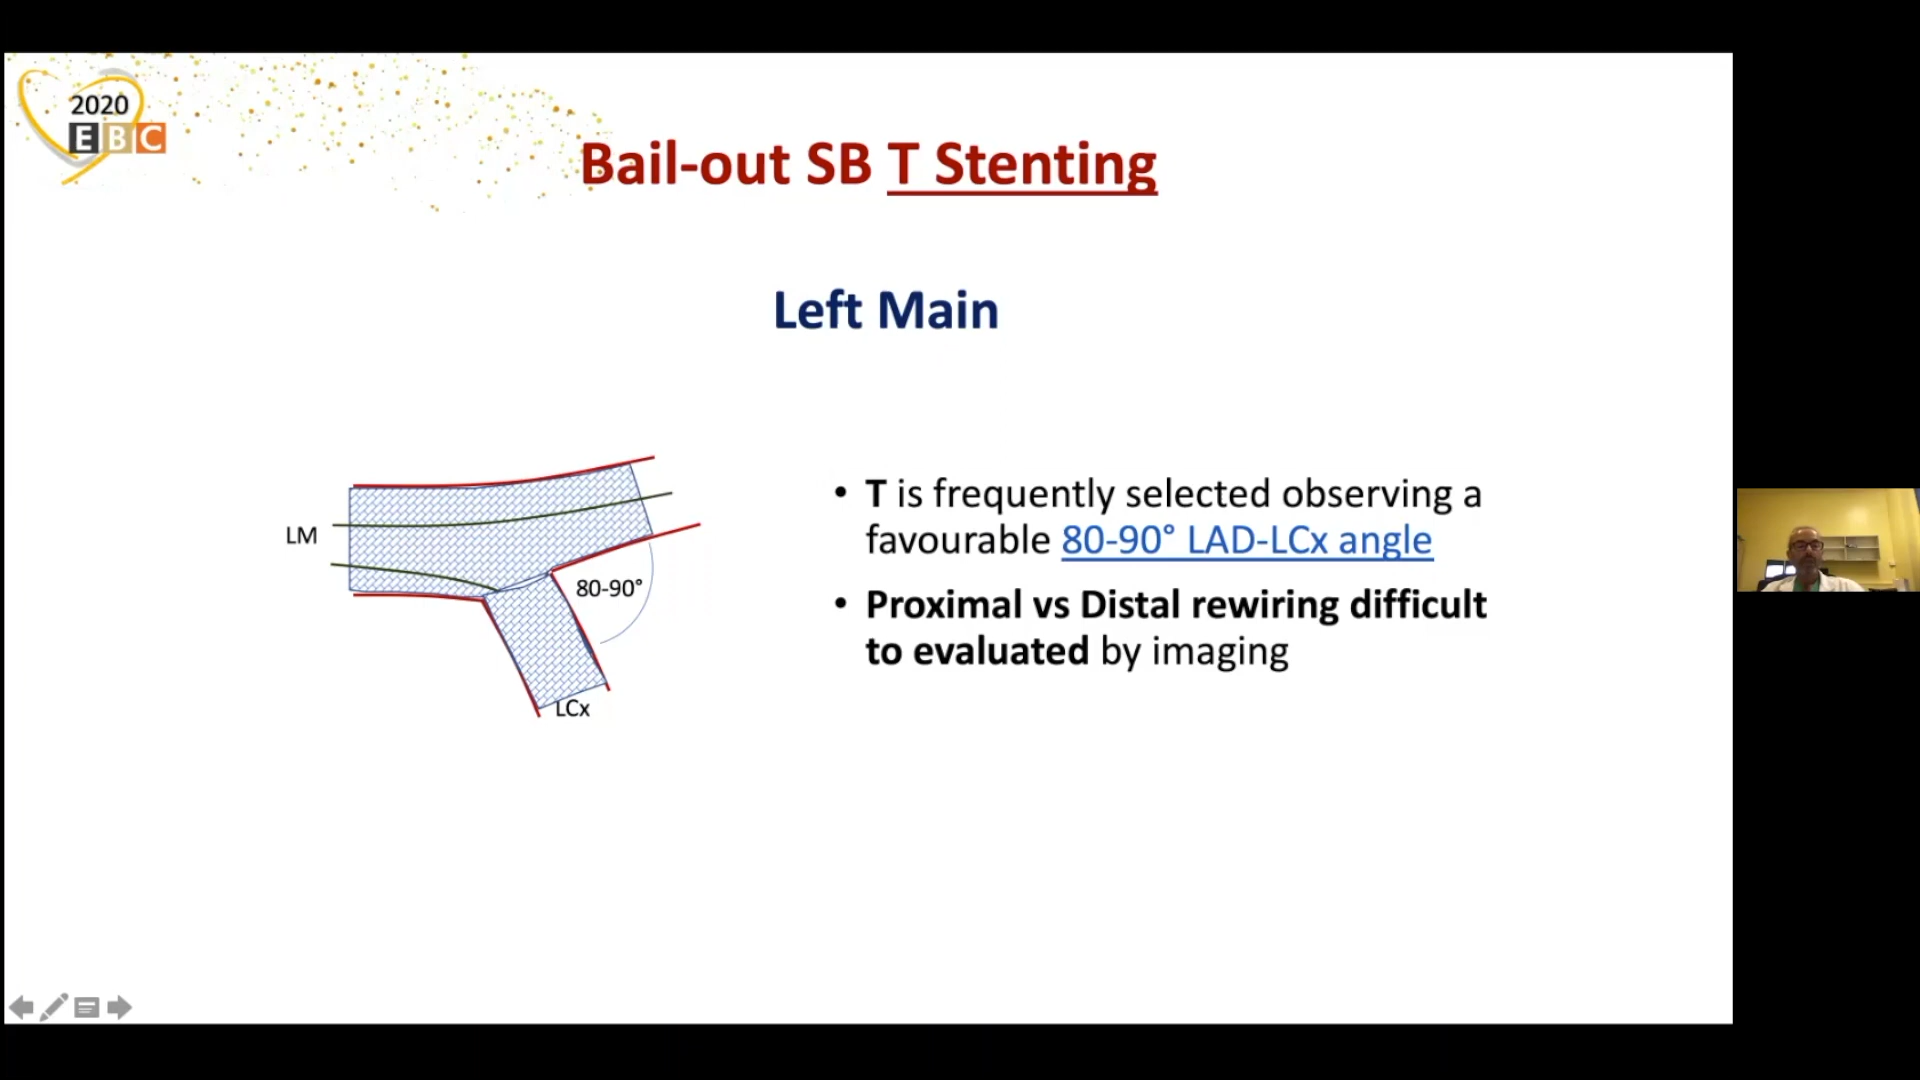 2020
EBC
Bail-out SB T Stenting
Left Main
LM
80-90°
LCx
• T is frequently selected observing a
favourable 80-90° LAD-LCx angle
• Proximal vs Distal rewiring difficult
to evaluated by imaging